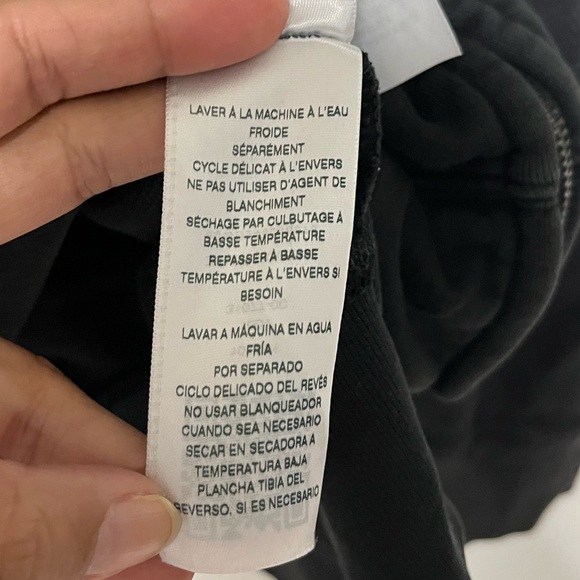 LAVER À LA MACHINE À L'EAU
FROIDE
SÉPARÉMENT
CYCLE DÉLICAT À L'ENVERS
NE PAS UTILISER D'AGENT DE
BLANCHIMENT
SÉCHAGE PAR CULBUTAGE À
BASSE TEMPÉRATURE
REPASSER À BASSE
TEMPÉRATURE À L'ENVERS SI
BESOIN
LAVAR A MÁQUINA EN AGUA
FRÍA
POR SEPARADO
CICLO DELICADO DEL REVÉS
NO USAR BLANQUEADOR
CUANDO SEA NECESARIO
SECAR EN SECADORA A
TEMPERATURA BAJA
PLANCHA TIBIA DEL
REVERSO, SI ES NECESARIO